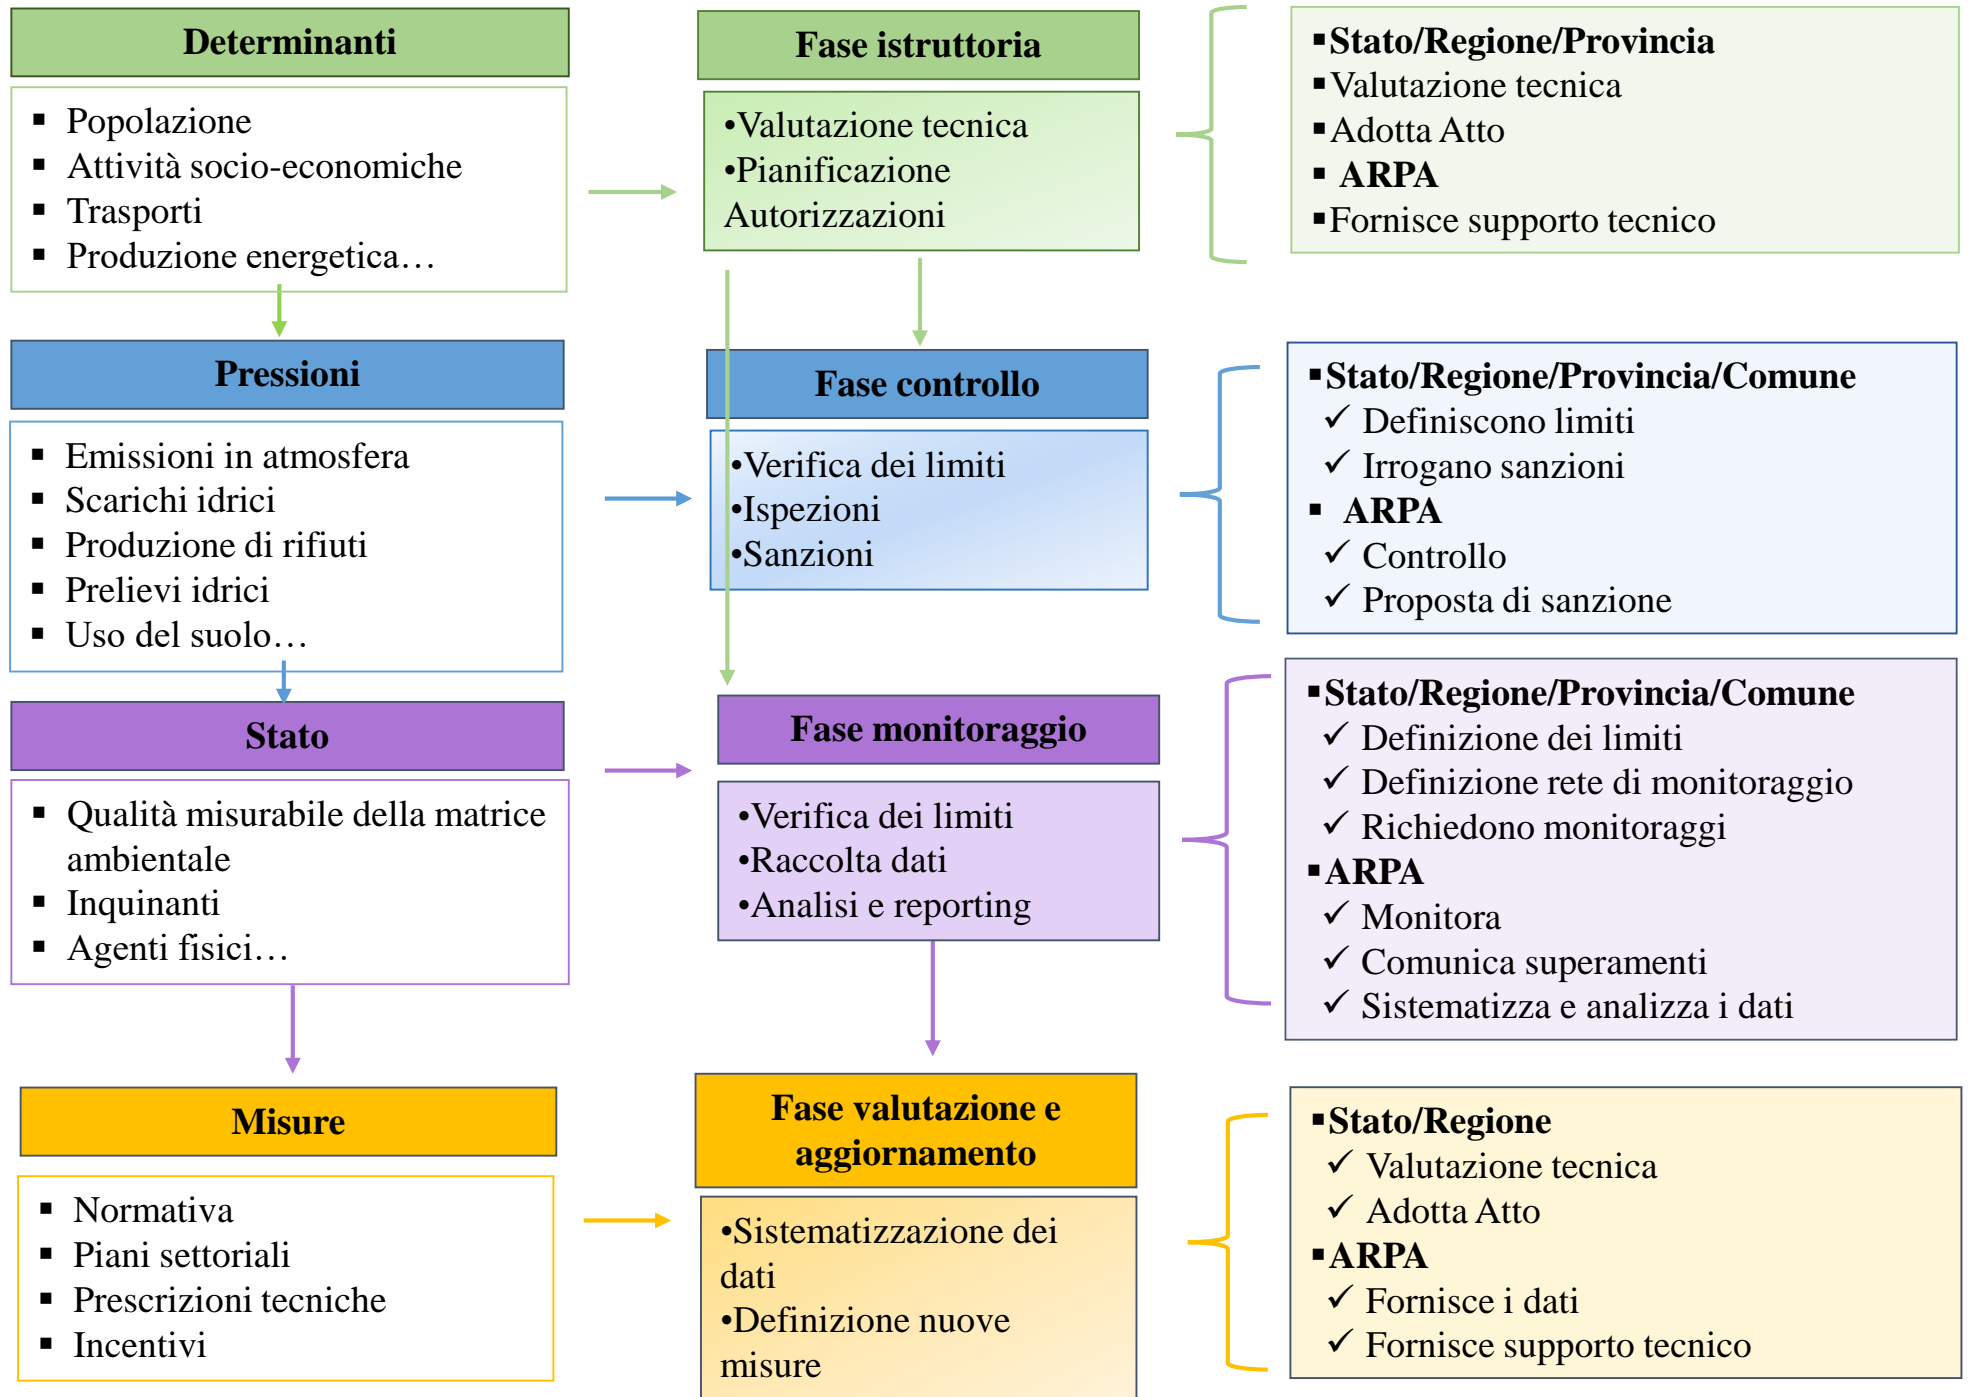 Determinanti
▪ Popolazione
▪ Attività socio-economiche
▪ Trasporti
▪ Produzione energetica…
Fase istruttoria
•Valutazione tecnica
•Pianificazione
Autorizzazioni
▪Stato/Regione/Provincia
▪Valutazione tecnica
▪Adotta Atto
▪ ARPA
▪Fornisce supporto tecnico
Pressioni
▪ Emissioni in atmosfera
▪ Scarichi idrici
▪ Produzione di rifiuti
▪ Prelievi idrici
▪ Uso del suolo…
Fase controllo
•Verifica dei limiti
•Ispezioni
•Sanzioni
▪Stato/Regione/Provincia/Comune
✓ Definiscono limiti
✓ Irrogano sanzioni
▪ ARPA
✓ Controllo
✓ Proposta di sanzione
Stato
▪ Qualità misurabile della matrice
ambientale
▪ Inquinanti
▪ Agenti fisici…
Fase monitoraggio
•Verifica dei limiti
•Raccolta dati
•Analisi e reporting
▪Stato/Regione/Provincia/Comune
✓ Definizione dei limiti
✓ Definizione rete di monitoraggio
✓ Richiedono monitoraggi
▪ARPA
✓ Monitora
✓ Comunica superamenti
✓ Sistematizza e analizza i dati
Misure
▪ Normativa
▪ Piani settoriali
▪ Prescrizioni tecniche
▪ Incentivi
Fase valutazione e
aggiornamento
•Sistematizzazione dei
dati
•Definizione nuove
misure
▪Stato/Regione
✓ Valutazione tecnica
✓ Adotta Atto
▪ARPA
✓ Fornisce i dati
✓ Fornisce supporto tecnico